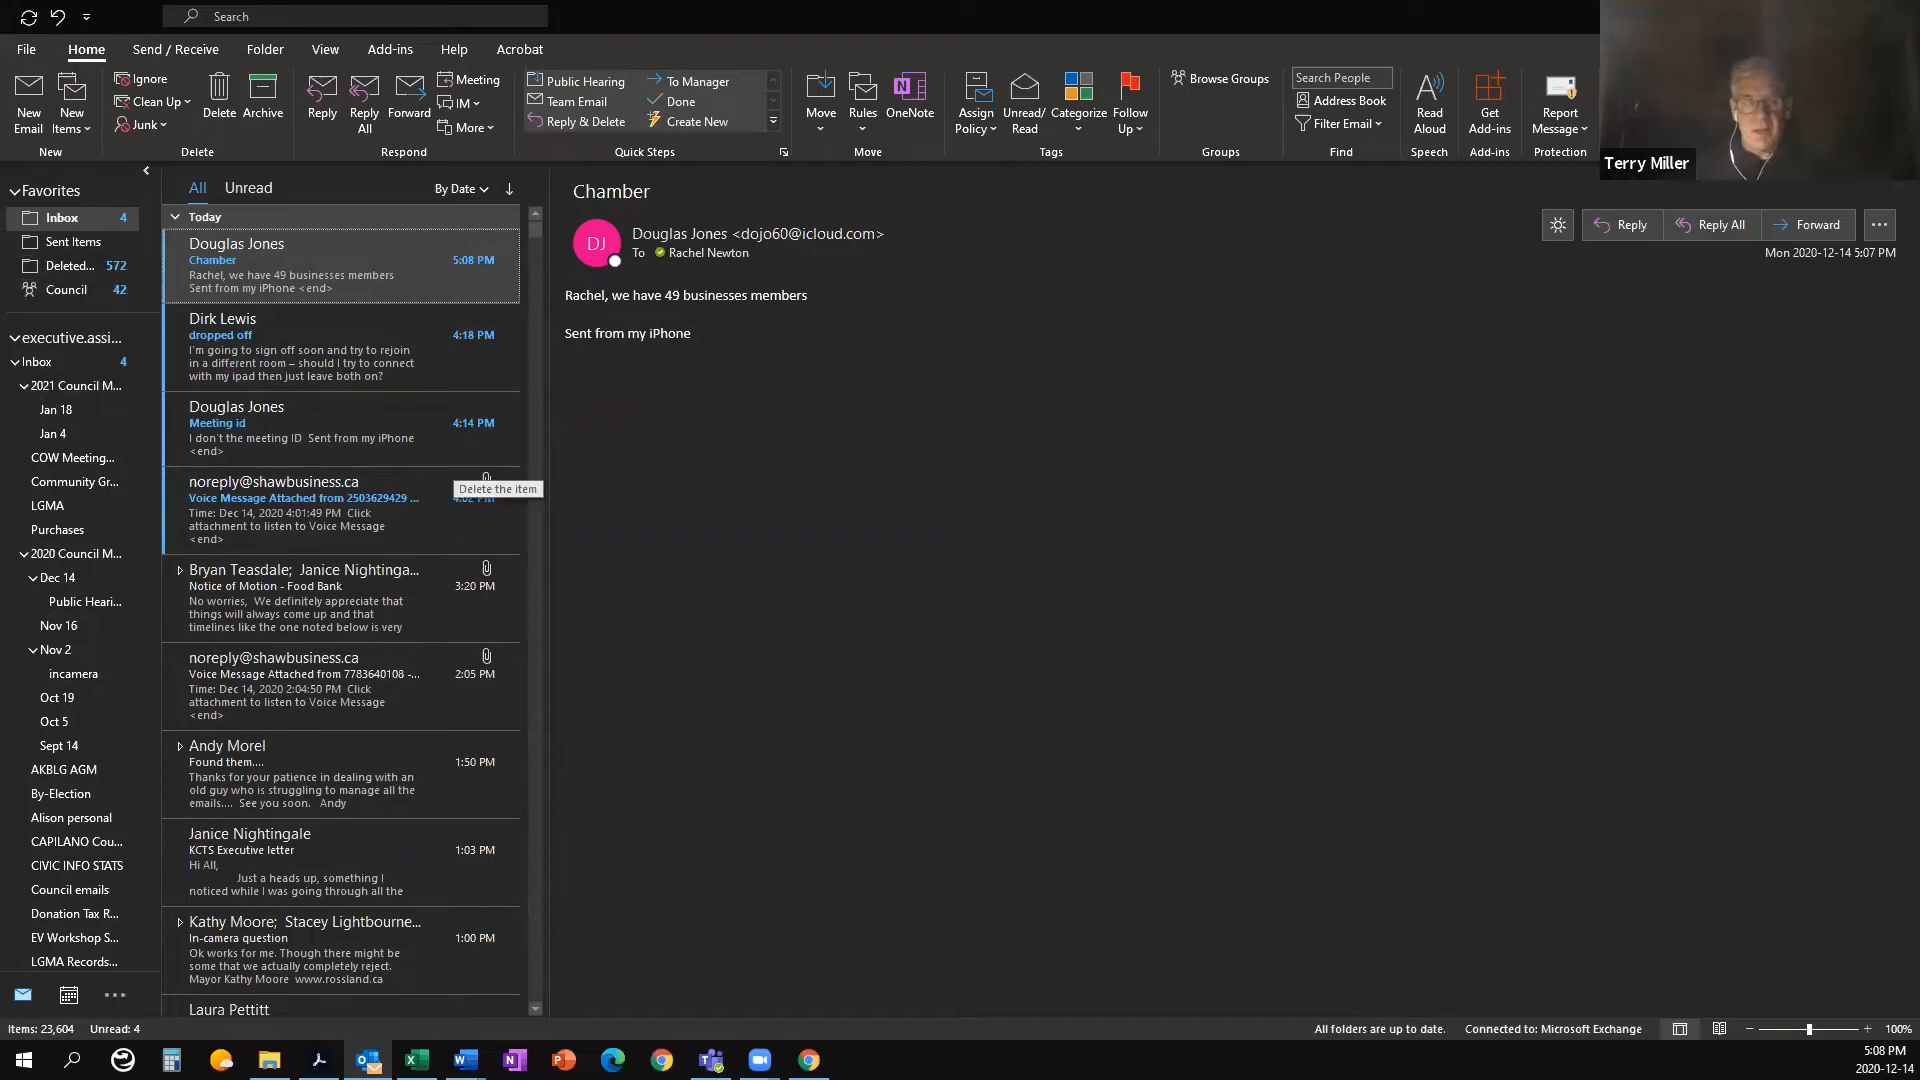 Search
File Home Send / Receive Folder View Add-ins Help Acrobat
New Email
New Items
New
Ignore
Clean Up
Junk
Delete
Archive
Delete
Reply
Reply All
Forward
Meeting
IM
More
Respond
Public Hearing
Team Email
Reply & Delete
To Manager
Done
Create New
Quick Steps
Move
Rules
OneNote
Move
Assign Policy
Unread/ Read
Categorize
Follow Up
Tags
Browse Groups
Groups
Search People
Address Book
Filter Email
Find
Read Aloud
Speech
Get Add-ins
Add-ins
Report Message
Protection
Terry Miller
Favorites
Inbox 4
Sent Items
Deleted... 572
Council 42
executive.assi...
Inbox 4
2021 Council M...
Jan 18
Jan 4
COW Meeting...
Community Gr...
LGMA
Purchases
2020 Council M...
Dec 14
Public Heari...
Nov 16
Nov 2
incamera
Oct 19
Oct 5
Sept 14
AKBLG AGM
By-Election
Alison personal
CAPILANO Cou...
CIVIC INFO STATS
Council emails
Donation Tax R...
EV Workshop S...
LGMA Records...
All Unread By Date
Today
Douglas Jones
Chamber 5:08 PM
Rachel, we have 49 businesses members
Sent from my iPhone <end>
Dirk Lewis
dropped off 4:18 PM
I'm going to sign off soon and try to rejoin
in a different room – should I try to connect
with my ipad then just leave both on?
Douglas Jones
Meeting id 4:14 PM
I don't the meeting ID Sent from my iPhone
<end>
noreply@shawbusiness.ca
Delete the item
Voice Message Attached from 2503629429 ...
Time: Dec 14, 2020 4:01:49 PM Click
attachment to listen to Voice Message
<end>
Bryan Teasdale; Janice Nightinga...
Notice of Motion - Food Bank 3:20 PM
No worries, We definitely appreciate that
things will always come up and that
timelines like the one noted below is very
noreply@shawbusiness.ca
Voice Message Attached from 7783640108 -... 2:05 PM
Time: Dec 14, 2020 2:04:50 PM Click
attachment to listen to Voice Message
<end>
Andy Morel
Found them.... 1:50 PM
Thanks for your patience in dealing with an
old guy who is struggling to manage all the
emails.... See you soon. Andy
Janice Nightingale
KCTS Executive letter 1:03 PM
Hi All,
Just a heads up, something I
noticed while I was going through all the
Kathy Moore; Stacey Lightbourne...
In-camera question 1:00 PM
Ok works for me. Though there might be
some that we actually completely reject.
Mayor Kathy Moore www.rossland.ca
Laura Pettitt
Chamber
DJ
Douglas Jones <dojo60@icloud.com>
To Rachel Newton
Reply Reply All Forward
Mon 2020-12-14 5:07 PM
Rachel, we have 49 businesses members
Sent from my iPhone
Items: 23,604 Unread: 4
All folders are up to date. Connected to: Microsoft Exchange 100%
5:08 PM
2020-12-14